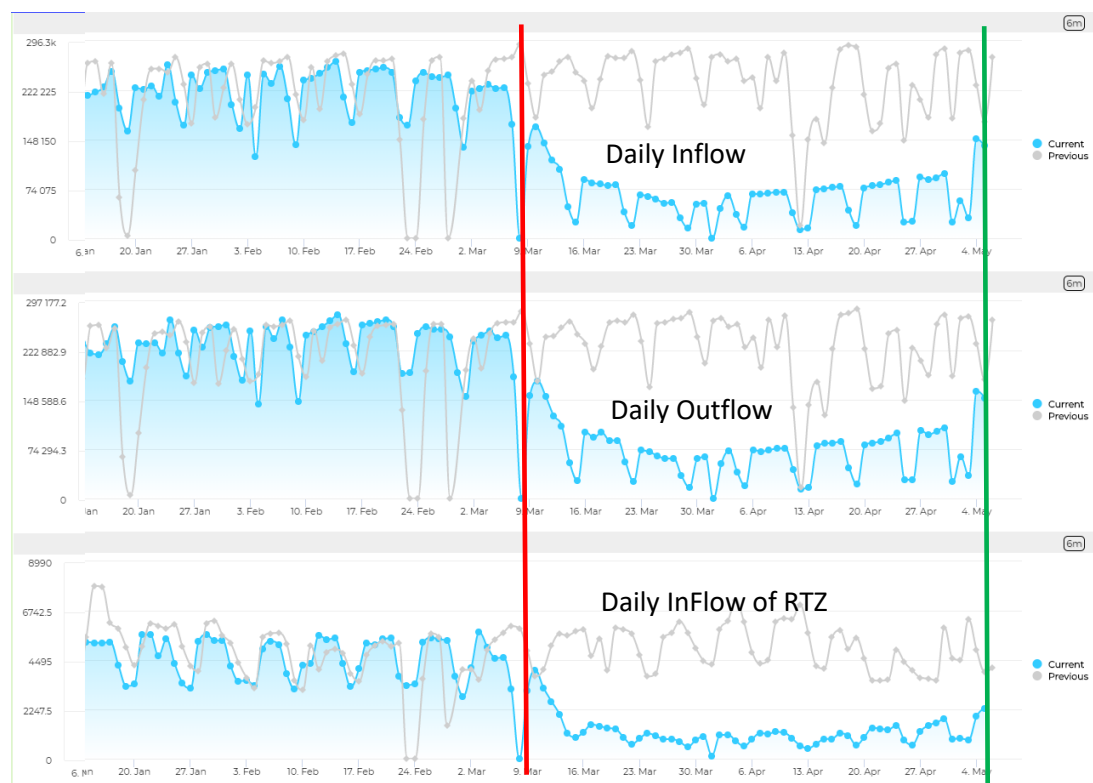 6m
296.3k
222 225
148 150
74 075
0
Daily Inflow
Current
Previous
20. Jan 27. Jan 3. Feb 10. Feb 17. Feb 24. Feb 2. Mar 9. Mar 16. Mar 23. Mar 30. Mar 6. Apr 13. Apr 20. Apr 27. Apr 4. May
6m
297 177.2
222 882.9
148 588.6
74 294.3
0
Daily Outflow
Current
Previous
20. Jan 27. Jan 3. Feb 10. Feb 17. Feb 24. Feb 2. Mar 9. Mar 16. Mar 23. Mar 30. Mar 6. Apr 13. Apr 20. Apr 27. Apr 4. May
6m
8990
6742.5
4495
2247.5
0
Daily InFlow of RTZ
Current
Previous
20. Jan 27. Jan 3. Feb 10. Feb 17. Feb 24. Feb 2. Mar 9. Mar 16. Mar 23. Mar 30. Mar 6. Apr 13. Apr 20. Apr 27. Apr 4. May